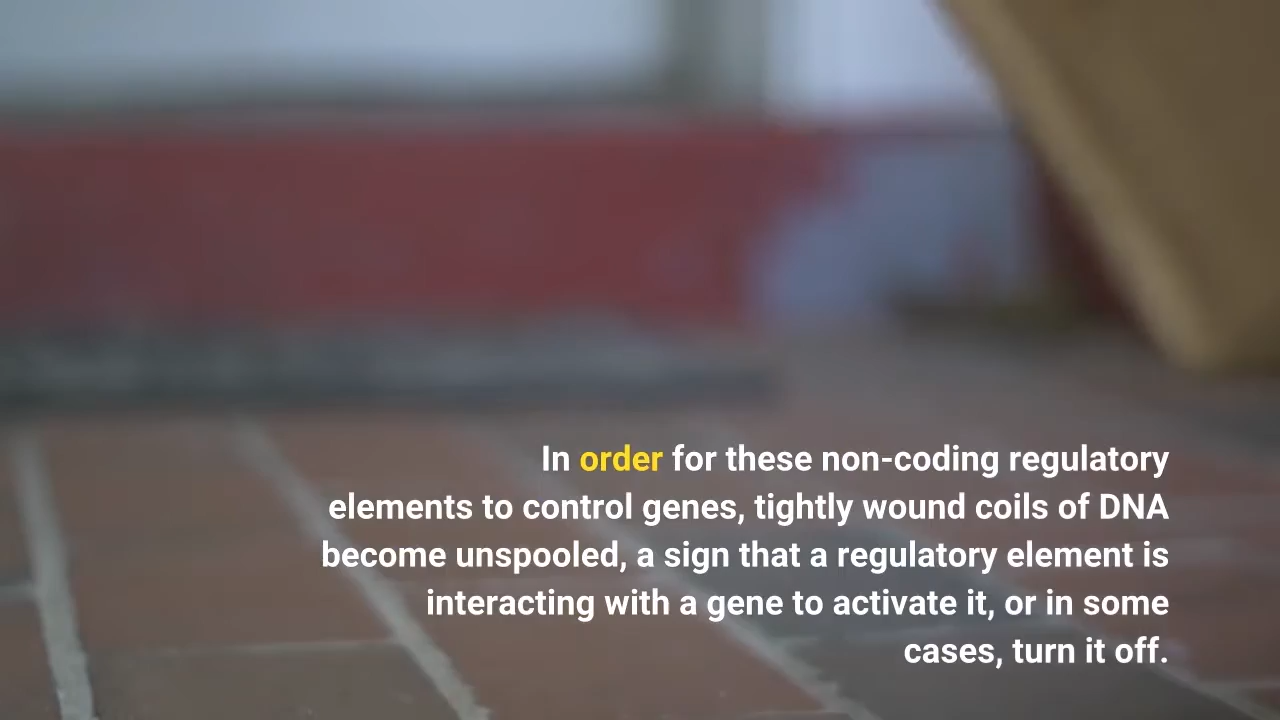 In order for these non-coding regulatory
elements to control genes, tightly wound coils of DNA
become unspooled, a sign that a regulatory element is
interacting with a gene to activate it, or in some
cases, turn it off.